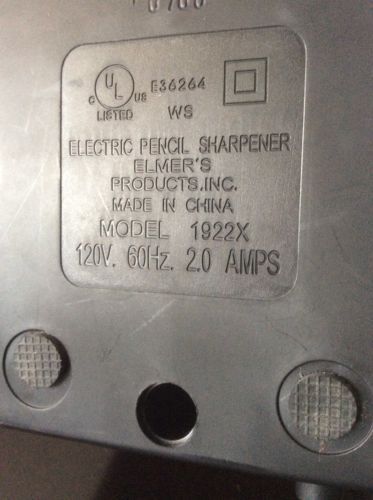 UL
C US
LISTED
E36264
WS
ELECTRIC PENCIL SHARPENER
ELMER'S
PRODUCTS.INC.
MADE IN CHINA
MODEL 1922X
120V. 60Hz. 2.0 AMPS